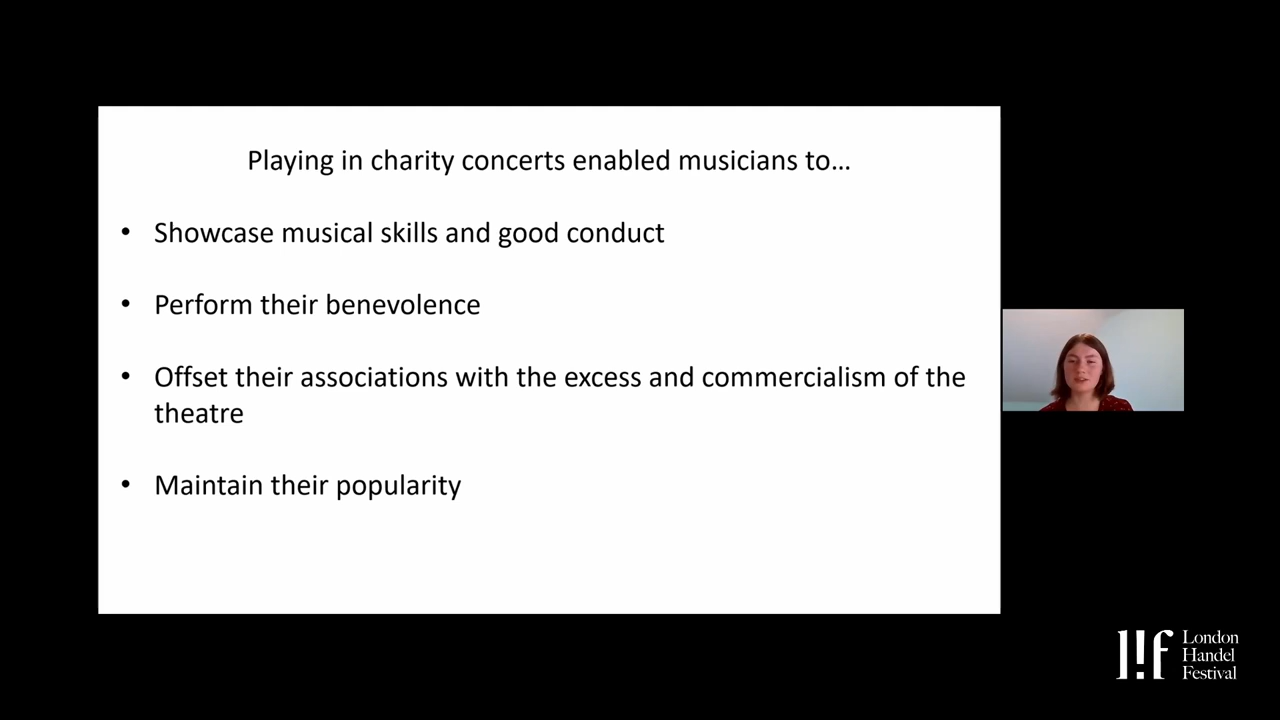 Playing in charity concerts enabled musicians to…
• Showcase musical skills and good conduct
• Perform their benevolence
• Offset their associations with the excess and commercialism of the
theatre
• Maintain their popularity
l!f London
Handel
Festival